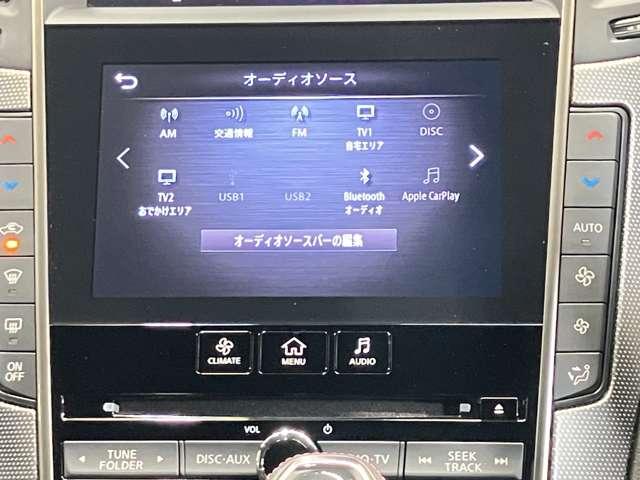 オーディオソース
AM 交通情報 FM TV1 DISC
自宅エリア
TV2 USB1 USB2 Bluetooth Apple CarPlay
おでかけエリア オーディオ
オーディオソースバーの編集
AUTO
CLIMATE MENU AUDIO
ON
OFF
VOL
TUNE
FOLDER
DISC·AUX
TV
SEEK
TRACK